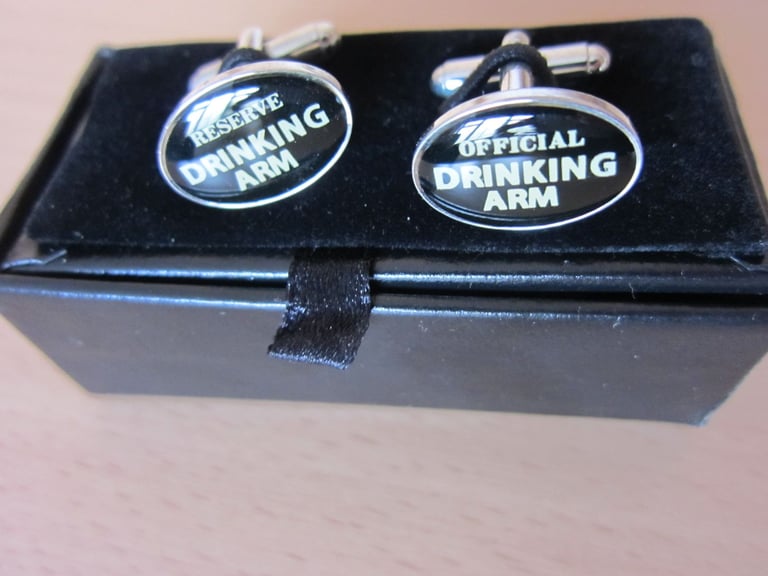 RESERVE
DRINKING
ARM
OFFICIAL
DRINKING
ARM